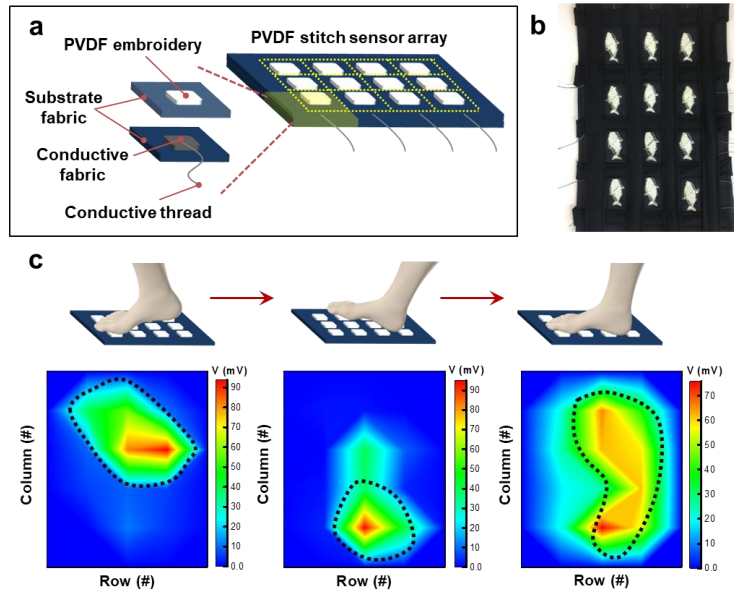 a
PVDF embroidery
PVDF stitch sensor array
Substrate
fabric
Conductive
fabric
Conductive thread
b
c
V (mV)
90
80
70
60
50
40
30
20
10
0.0
Column (#)
Row (#)
V (mV)
90
80
70
60
50
40
30
20
10
0.0
Column (#)
Row (#)
V (mV)
70
60
50
40
30
20
10
0.0
Column (#)
Row (#)